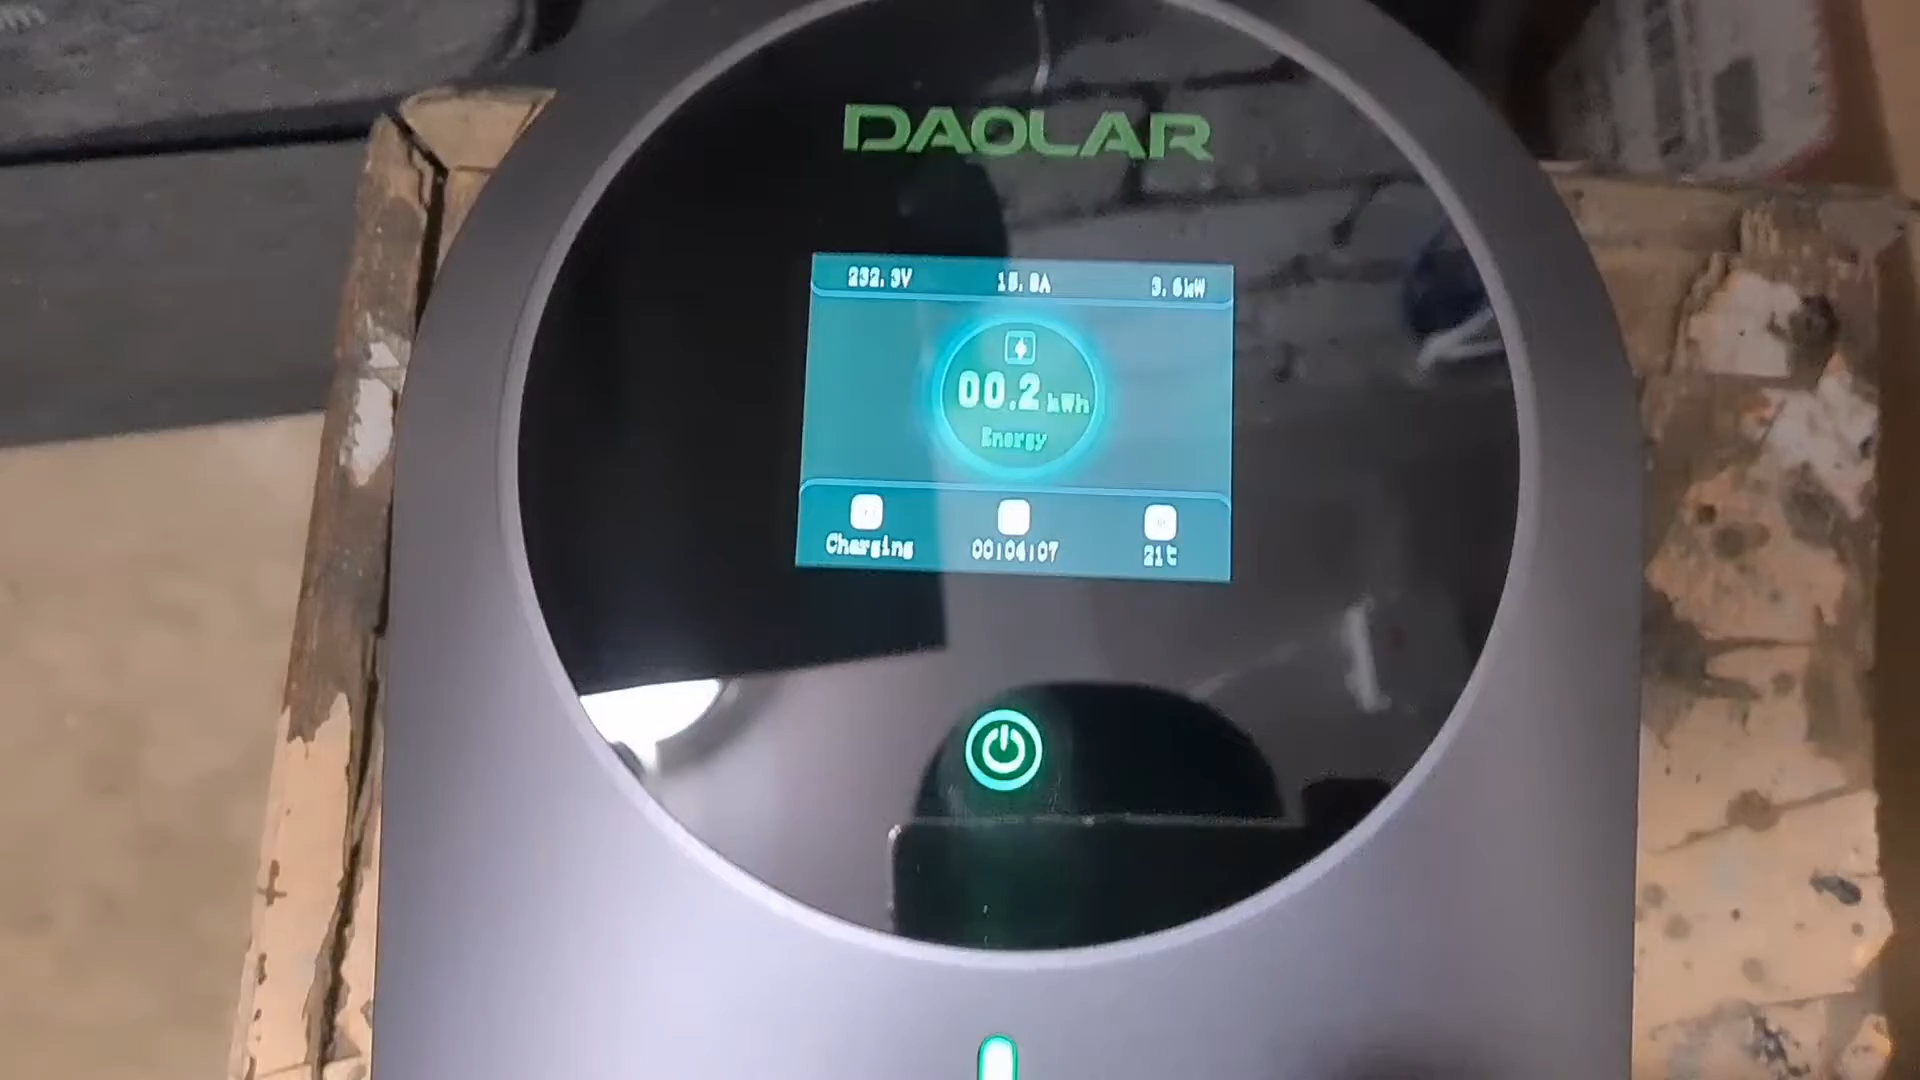 DAOLAR
232.3V 15.8A 3.6kW
00.2 kWh
Energy
Charging 00:04:07 21℃